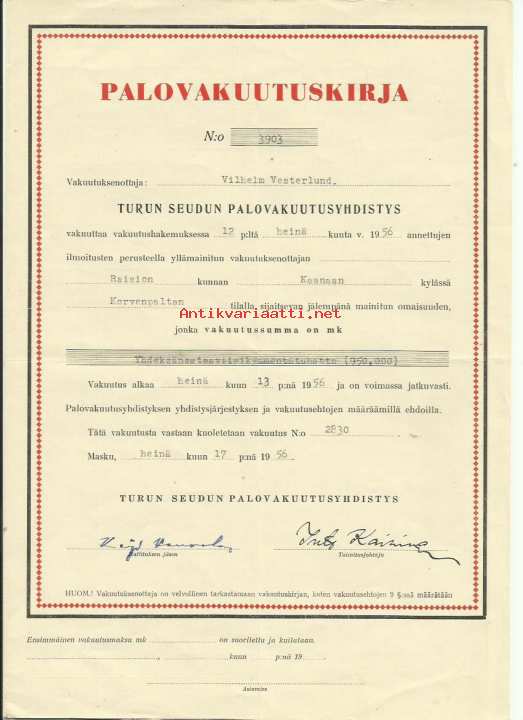 PALOVAKUUTUSKIRJA
N:o 3903
Vakuutuksenottaja: Vilhelm Vesterlund.
TURUN SEUDUN PALOVAKUUTUSYHDISTYS
vakuuttaa vakuutushakemuksessa 12 p:ltä heinä kuuta v. 1956 annettujen
ilmoitusten perusteella yllämainitun vakuutuksenottajan
Raision kunnan Kaanaan kylässä
Korvenpaltan tilalla, sijaitsevan jälempänä mainitun omaisuuden,
Antikvariaatti.net
jonka vakuutussumma on mk
Yhdeksänsataaviisikymmentätuhatta (950.000)
Vakuutus alkaa heinä kuun 13 p:nä 1956 ja on voimassa jatkuvasti.
Palovakuutusyhdistyksen yhdistysjärjestyksen ja vakuutusehtojen määräämillä ehdoilla.
Tätä vakuutusta vastaan kuoletetaan vakuutus N:o 2830
Masku, heinä kuun 17 p:nä 1956.
TURUN SEUDUN PALOVAKUUTUSYHDISTYS
Hallituksen jäsen Toimitusjohtaja
HUOM.! Vakuutuksenottaja on velvollinen tarkastamaan vakuutuskirjan, kuten vakuutusehtojen 9 §:ssä määrätään
Ensimmäinen vakuutusmaksu mk on suoritettu ja kuitataan.
, kuun p:nä 19
Asiamies